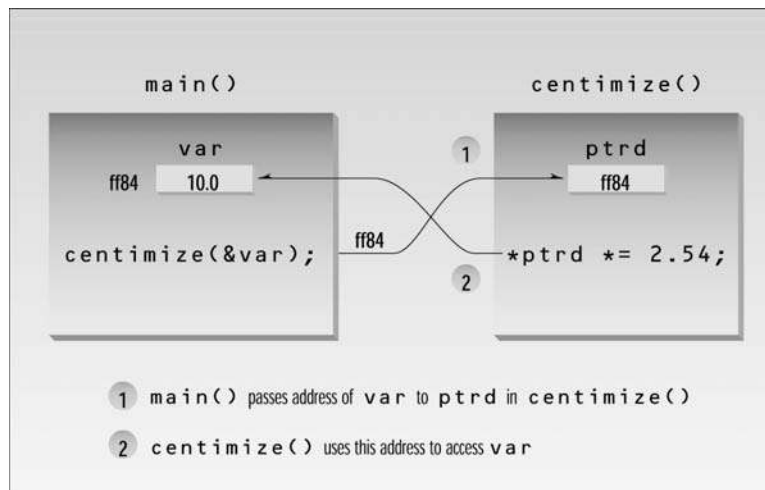 main()
centimize()
var
ptrd
1
ff84
10.0
ff84
ff84
centimize(&var);
*ptrd *= 2.54;
2
1 main() passes address of var to ptrd in centimize()
2 centimize() uses this address to access var